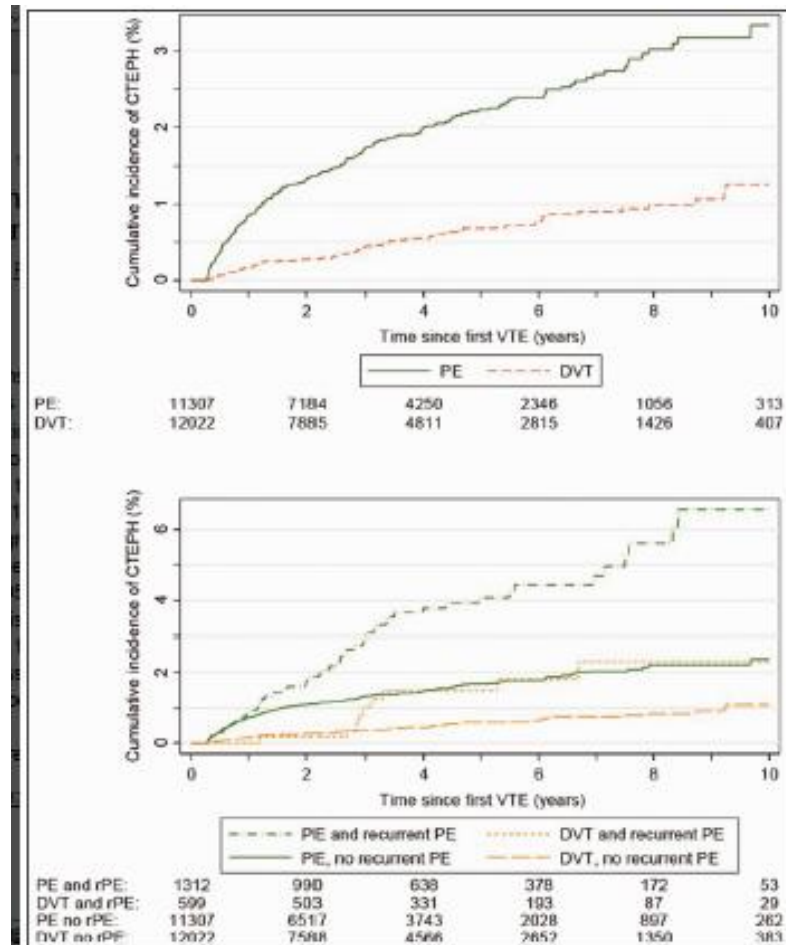 Cumulative incidence of CTEPH (%)
3
2
1
0
0 2 4 6 8 10
Time since first VTE (years)
PE DVT
PE: 11307 7184 4250 2346 1056 313
DVT: 12022 7885 4811 2815 1426 407
Cumulative incidence of CTEPH (%)
6
4
2
0
0 2 4 6 8 10
Time since first VTE (years)
PE and recurrent PE DVT and recurrent PE
PE, no recurrent PE DVT, no recurrent PE
PE and rPE: 1312 990 638 378 172 53
DVT and rPE: 599 503 331 193 87 29
PE no rPE: 11307 6517 3743 2028 897 262
DVT no rPE: 12022 7588 4566 2652 1350 383